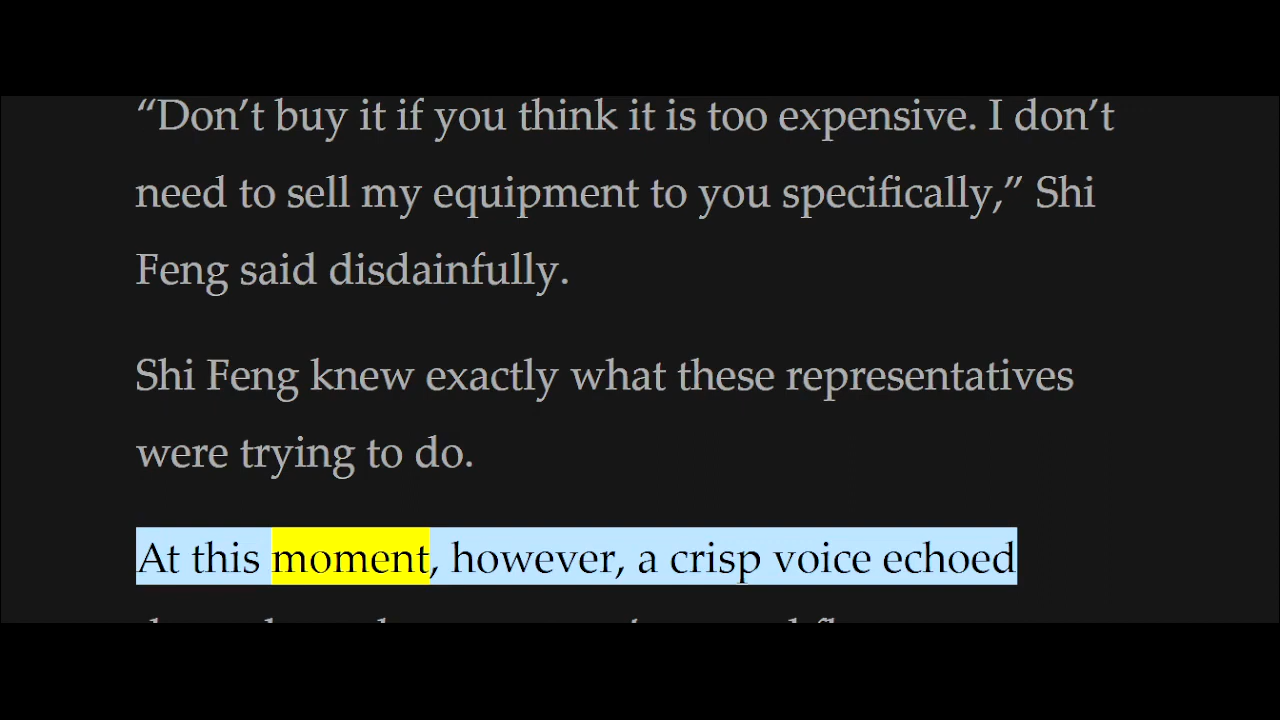 “Don’t buy it if you think it is too expensive. I don’t
need to sell my equipment to you specifically,” Shi
Feng said disdainfully.
Shi Feng knew exactly what these representatives
were trying to do.
At this moment, however, a crisp voice echoed